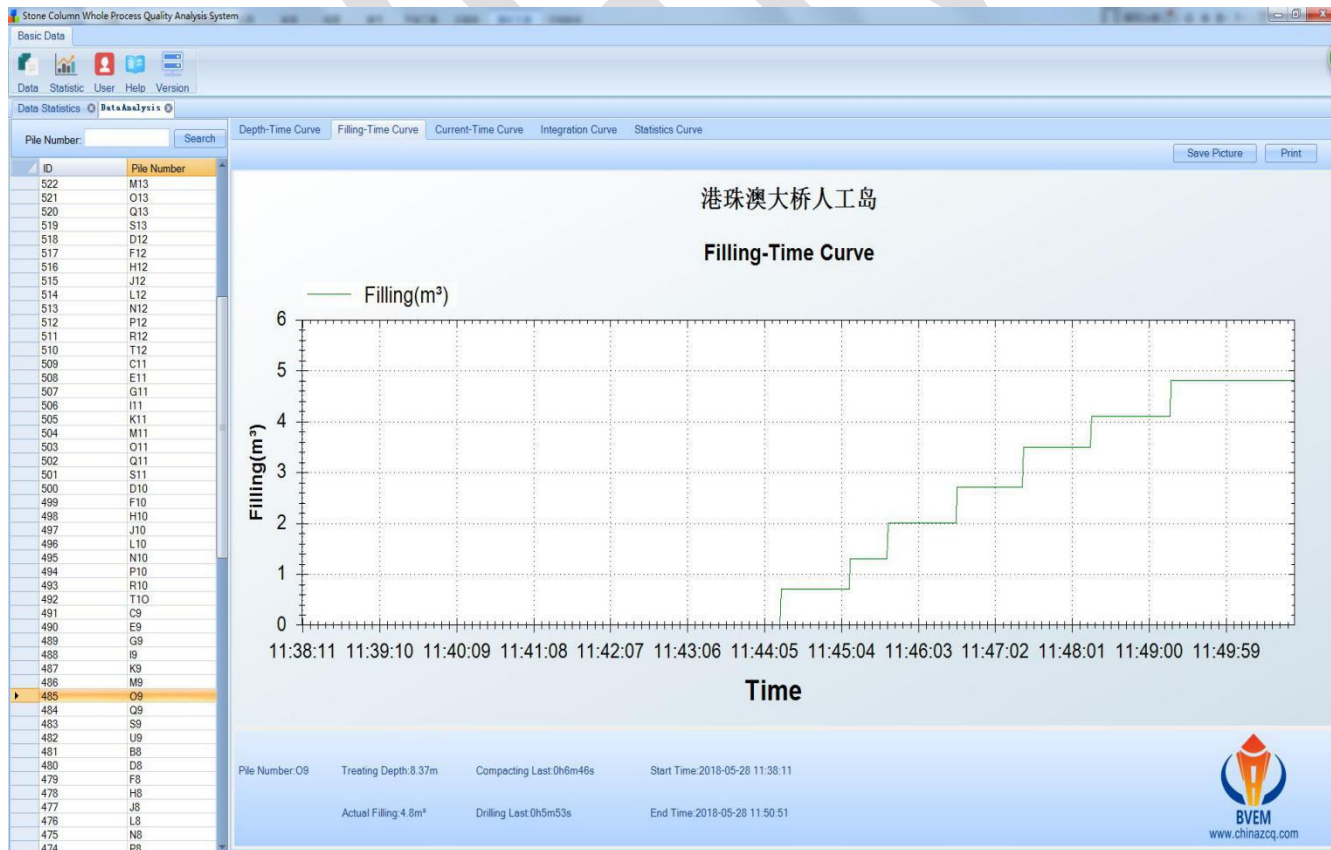 Stone Column Whole Process Quality Analysis System
Basic Data
Data Statistic User Help Version
Data Statistics DataAnalysis
Pile Number: Search
Depth-Time Curve Filling-Time Curve Current-Time Curve Integration Curve Statistics Curve
Save Picture Print
ID Pile Number
522 M13
521 O13
520 Q13
519 S13
518 D12
517 F12
516 H12
515 J12
514 L12
513 N12
512 P12
511 R12
510 T12
509 C11
508 E11
507 G11
506 I11
505 K11
504 M11
503 O11
502 Q11
501 S11
500 D10
499 F10
498 H10
497 J10
496 L10
495 N10
494 P10
493 R10
492 T1O
491 C9
490 E9
489 G9
488 I9
487 K9
486 M9
485 O9
484 Q9
483 S9
482 U9
481 B8
480 D8
479 F8
478 H8
477 J8
476 L8
475 N8
474 P8
港珠澳大桥人工岛
Filling-Time Curve
Filling(m³)
6
5
4
3
2
1
0
Filling(m³)
11:38:11 11:39:10 11:40:09 11:41:08 11:42:07 11:43:06 11:44:05 11:45:04 11:46:03 11:47:02 11:48:01 11:49:00 11:49:59
Time
Pile Number:O9 Treating Depth:8.37m Compacting Last:0h6m46s Start Time:2018-05-28 11:38:11
Actual Filling:4.8m³ Drilling Last:0h5m53s End Time:2018-05-28 11:50:51
BVEM
www.chinazcq.com